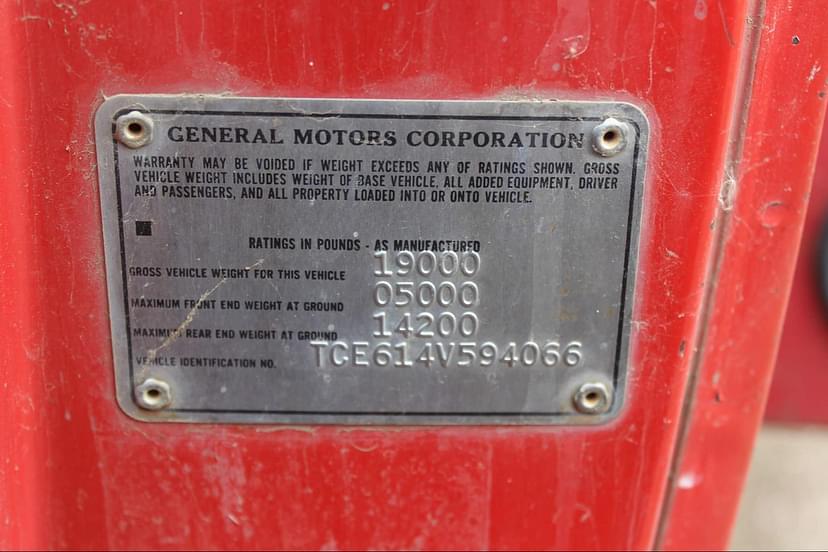 GENERAL MOTORS CORPORATION
WARRANTY MAY BE VOIDED IF WEIGHT EXCEEDS ANY OF RATINGS SHOWN. GROSS
VEHICLE WEIGHT INCLUDES WEIGHT OF BASE VEHICLE, ALL ADDED EQUIPMENT, DRIVER
AND PASSENGERS, AND ALL PROPERTY LOADED INTO OR ONTO VEHICLE.
RATINGS IN POUNDS - AS MANUFACTURED
GROSS VEHICLE WEIGHT FOR THIS VEHICLE 19000
MAXIMUM FRONT END WEIGHT AT GROUND 05000
MAXIMUM REAR END WEIGHT AT GROUND 14200
VEHICLE IDENTIFICATION NO. TCE614V594066